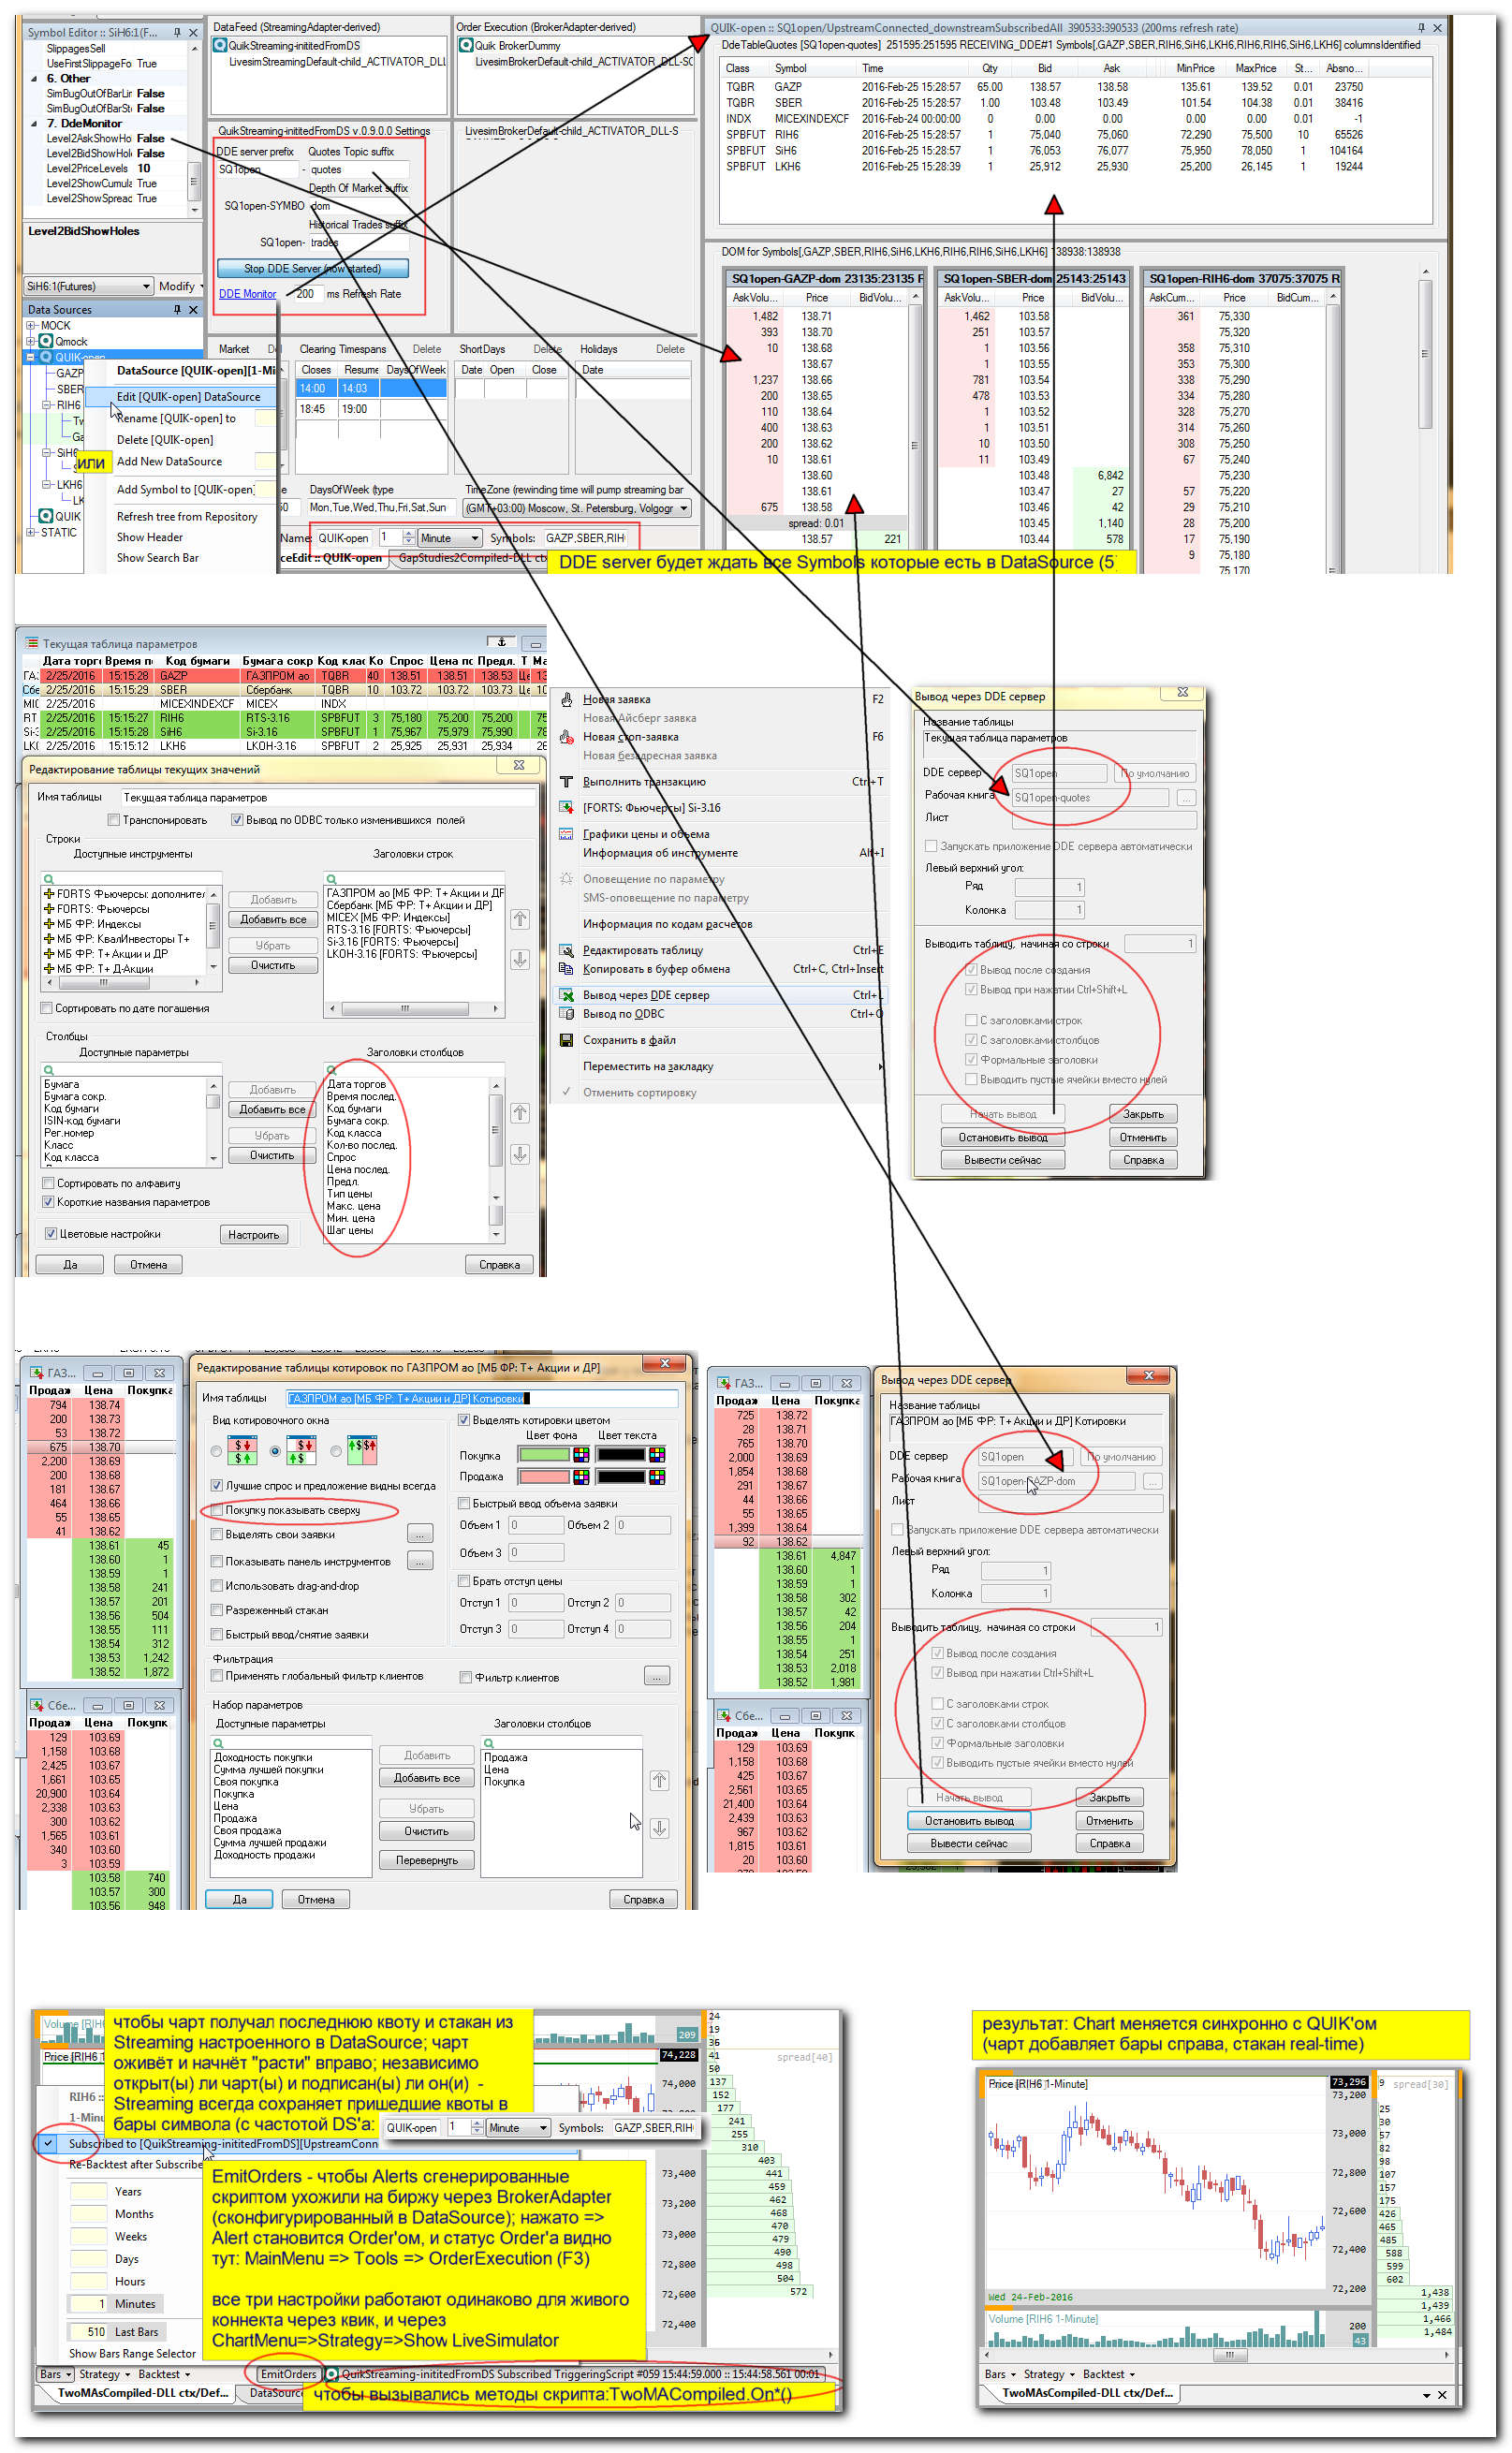 Symbol Editor :: SiH6:1(F...
SlippagesSell
UseFirstSlippageFo True
6. Other
SimBugOutOfBarLin False
SimBugOutOfBarSto False
7. DdeMonitor
Level2AskShowHo False
Level2BidShowHol False
Level2PriceLevels 10
Level2ShowCumula True
Level2ShowSpreac True
Level2BidShowHoles
SiH6:1(Futures) Modify
Data Sources
MOCK
Qmock
QUIK-open
GAZP
SBER
RIH6
SiH6
LKH6
QUIK
STATIC
DataSource [QUIK-open][1-Mi
Edit [QUIK-open] DataSource
Rename [QUIK-open] to
Delete [QUIK-open]
или
Add New DataSource
Add Symbol to [QUIK-open]
Refresh tree from Repository
Show Header
Show Search Bar
DataFeed (StreamingAdapter-derived)
QuikStreaming-inititedFromDS
LivesimStreamingDefault-child_ACTIVATOR_DLL
Order Execution (BrokerAdapter-derived)
Quik BrokerDummy
LivesimBrokerDefault-child_ACTIVATOR_DLL-SC
QuikStreaming-inititedFromDS v.0.9.0.0 Settings
DDE server prefix Quotes Topic suffix
SQ1open - quotes
Depth Of Market suffix
SQ1open-SYMBO dom
Historical Trades suffix
SQ1open- trades
Stop DDE Server (now started)
DDE Monitor 200 ms Refresh Rate
LivesimBrokerDefault-child_ACTIVATOR_DLL-S
Market Clearing Timespans Delete ShortDays Delete Holidays Delete
Closes Resume DaysOfWeek Date Open Close Date
14:00 14:03
18:45 19:00
DaysOfWeek (type TimeZone (rewinding time will pump streaming bar
Mon,Tue,Wed,Thu,Fri,Sat,Sun (GMT+03:00) Moscow, St. Petersburg, Volgogr
Name: QUIK-open 1 Minute Symbols: GAZP,SBER,RIH
ceEdit :: QUIK-open GapStudies2Compiled-DLL ctx
DDE server будет ждать все Symbols которые есть в DataSource (5
QUIK-open :: SQ1open/UpstreamConnected_downstreamSubscribedAll 390533:390533 (200ms refresh rate)
DdeTableQuotes [SQ1open-quotes] 251595:251595 RECEIVING_DDE#1 Symbols[,GAZP,SBER,RIH6,SiH6,LKH6,RIH6,RIH6,SiH6,LKH6] columnsIdentified
Class Symbol Time Qty Bid Ask MinPrice MaxPrice St... Absno...
TQBR GAZP 2016-Feb-25 15:28:57 65.00 138.57 138.58 135.61 139.52 0.01 23750
TQBR SBER 2016-Feb-25 15:28:57 1.00 103.48 103.49 101.54 104.38 0.01 38416
INDX MICEXINDEXCF 2016-Feb-24 00:00:00 0 0.00 0.00 0.00 0.00 0.01 -1
SPBFUT RIH6 2016-Feb-25 15:28:57 1 75,040 75,060 72,290 75,500 10 65526
SPBFUT SiH6 2016-Feb-25 15:28:57 1 76,053 76,077 75,950 78,050 1 104164
SPBFUT LKH6 2016-Feb-25 15:28:39 1 25,912 25,930 25,200 26,145 1 19244
DOM for Symbols[,GAZP,SBER,RIH6,SiH6,LKH6,RIH6,RIH6,SiH6,LKH6] 138938:138938
SQ1open-GAZP-dom 23135:23135 F
AskVolu... Price BidVolu...
1,482 138.71
393 138.70
10 138.68
138.67
1,237 138.66
200 138.65
110 138.64
400 138.63
200 138.62
10 138.61
138.60
138.61
675 138.58
spread: 0.01
138.57 221
SQ1open-SBER-dom 25143:25143
AskVolu... Price BidVolu...
1,462 103.58
251 103.57
1 103.56
1 103.55
781 103.54
478 103.53
1 103.52
1 103.51
10 103.50
11 103.49
103.48 6,842
103.47 27
103.46 42
103.45 1,140
103.44 578
SQ1open-RIH6-dom 37075:37075 R
AskCum... Price BidCum...
361 75,330
75,320
358 75,310
353 75,300
338 75,290
334 75,280
328 75,270
314 75,260
308 75,250
67 75,240
75,230
57 75,220
29 75,210
28 75,200
17 75,190
9 75,180
75,170
Текущая таблица параметров
Дата торго Время п Код бумаги Бумага сокр Код клас Ко Спрос Цена по Предл. Т Ма
ГА: 2/25/2016 15:15:28 GAZP ГАЗПРОМ ао TQBR 40 138.51 138.51 138.53
Сбе 2/25/2016 15:15:29 SBER Сбербанк TQBR 10 103.72 103.72 103.73
MIC 2/25/2016 MICEXINDEXCF MICEX INDX
RT 2/25/2016 15:15:27 RIH6 RTS-3.16 SPBFUT 3 75,180 75,200 75,200
Si-3 2/25/2016 15:15:28 SiH6 Si-3.16 SPBFUT 1 75,967 75,979 75,990
LK 2/25/2016 15:15:12 LKH6 LKOH-3.16 SPBFUT 2 25,925 25,931 25,934
Редактирование таблицы текущих значений
Имя таблицы Текущая таблица параметров
Транспонировать Вывод по ODBC только изменившихся полей
Строки
Доступные инструменты Заголовки строк
FORTS Фьючерсы: дополнител
FORTS: Фьючерсы
МБ ФР: Индексы
МБ ФР: КвалИнвесторы T+
МБ ФР: T+ Акции и ДР
МБ ФР: T+ Д-Акции
Добавить
Добавить все
Убрать
Очистить
ГАЗПРОМ ао [МБ ФР: T+ Акции и ДР
Сбербанк [МБ ФР: T+ Акции и ДР]
MICEX [МБ ФР: Индексы]
RTS-3.16 [FORTS: Фьючерсы]
Si-3.16 [FORTS: Фьючерсы]
LKOH-3.16 [FORTS: Фьючерсы]
Сортировать по дате погашения
Столбцы
Доступные параметры Заголовки столбцов
Бумага
Бумага сокр.
Код бумаги
ISIN-код бумаги
Рег.номер
Класс
Код класса
Добавить
Добавить все
Убрать
Очистить
Дата торгов
Время послед.
Код бумаги
Бумага сокр.
Код класса
Кол-во послед.
Спрос
Цена послед.
Предл.
Тип цены
Макс. цена
Мин. цена
Шаг цены
Сортировать по алфавиту
Короткие названия параметров
Цветовые настройки Настроить
Да Отмена Справка
Новая заявка F2
Новая Айсберг заявка
Новая стоп-заявка F6
Новая безадресная заявка
Выполнить транзакцию Ctrl+T
[FORTS: Фьючерсы] Si-3.16
Графики цены и объема
Информация об инструменте Alt+I
Оповещение по параметру
SMS-оповещение по параметру
Информация по кодам расчетов
Редактировать таблицу Ctrl+E
Копировать в буфер обмена Ctrl+C, Ctrl+Insert
Вывод через DDE сервер Ctrl+L
Вывод по ODBC Ctrl+O
Сохранить в файл
Переместить на закладку
Отменить сортировку
Вывод через DDE сервер
Название таблицы
Текущая таблица параметров
DDE сервер SQ1open По умолчанию
Рабочая книга SQ1open-quotes ...
Лист
Запускать приложение DDE сервера автоматически
Левый верхний угол:
Ряд 1
Колонка 1
Выводить таблицу, начиная со строки 1
Вывод после создания
Вывод при нажатии Ctrl+Shift+L
С заголовками строк
С заголовками столбцов
Формальные заголовки
Выводить пустые ячейки вместо нулей
Начать вывод Закрыть
Остановить вывод Отменить
Вывести сейчас Справка
ГАЗ...
Продаж Цена Покупка
794 138.74
200 138.73
53 138.72
675 138.70
2,200 138.69
200 138.68
181 138.67
464 138.66
55 138.65
41 138.62
138.61 45
138.60 1
138.59 1
138.58 241
138.57 201
138.56 504
138.55 111
138.54 312
138.53 1,242
138.52 1,872
Сбе...
Продаж Цена Покупк
129 103.69
1,158 103.68
2,425 103.67
1,661 103.65
20,900 103.64
2,338 103.63
300 103.62
1,565 103.61
340 103.60
3 103.59
103.58 740
103.57 300
103.56 948
Редактирование таблицы котировок по ГАЗПРОМ ао [МБ ФР: T+ Акции и ДР]
Имя таблицы ГАЗПРОМ ао [МБ ФР: T+ Акции и ДР] Котировки
Вид котировочного окна
Лучшие спрос и предложение видны всегда
Покупку показывать сверху
Выделять свои заявки ...
Показывать панель инструментов ...
Использовать drag-and-drop
Разреженный стакан
Быстрый ввод/снятие заявки
Выделять котировки цветом
Цвет фона Цвет текста
Покупка
Продажа
Быстрый ввод объема заявки
Объем 1 0 Объем 2 0
Объем 3 0
Брать отступ цены
Отступ 1 0 Отступ 2 0
Отступ 3 0 Отступ 4 0
Фильтрация
Применять глобальный фильтр клиентов Фильтр клиентов ...
Набор параметров
Доступные параметры Заголовки столбцов
Доходность покупки
Сумма лучшей покупки
Своя покупка
Покупка
Цена
Продажа
Своя продажа
Сумма лучшей продажи
Доходность продажи
Добавить
Добавить все
Убрать
Очистить
Перевернуть
Продажа
Цена
Покупка
Да Отмена Справка
ГАЗ...
Продаж Цена Покупка
725 138.72
28 138.71
765 138.70
2,000 138.69
1,854 138.68
291 138.67
44 138.66
55 138.65
1,399 138.64
92 138.62
138.61 4,847
138.60 1
138.59 1
138.58 302
138.57 42
138.56 204
138.55 1
138.54 251
138.53 2,018
138.52 1,981
Сбе...
Продаж Цена Покупк
129 103.69
1,158 103.68
425 103.67
2,561 103.65
21,400 103.64
2,439 103.63
967 103.62
1,815 103.61
20 103.60
Вывод через DDE сервер
Название таблицы
ГАЗПРОМ ао [МБ ФР: T+ Акции и ДР] Котировки
DDE сервер SQ1open По умолчанию
Рабочая книга SQ1open-GAZP-dom ...
Лист
Запускать приложение DDE сервера автоматически
Левый верхний угол:
Ряд 1
Колонка 1
Выводить таблицу, начиная со строки 1
Вывод после создания
Вывод при нажатии Ctrl+Shift+L
С заголовками строк
С заголовками столбцов
Формальные заголовки
Выводить пустые ячейки вместо нулей
Начать вывод Закрыть
Остановить вывод Отменить
Вывести сейчас Справка
чтобы чарт получал последнюю квоту и стакан из
Streaming настроенного в DataSource; чарт
оживёт и начнёт "расти" вправо; независимо
открыт(ы) ли чарт(ы) и подписан(ы) ли он(и) -
Streaming всегда сохраняет пришедшие квоты в
бары символа (с частотой DS'а:
QUIK-open 1 Minute Symbols: GAZP,SBER,RIH
Volume [RIH6
Price [RIH6
RIH6 ::
1-Minu
Subscribed to [QuikStreaming-inititedFromDS][UpstreamConn
Re-Backtest after Subscribe
Years
Months
Weeks
Days
Hours
1 Minutes
510 Last Bars
Show Bars Range Selector
EmitOrders - чтобы Alerts сгенерированные
скриптом ухожили на биржу через BrokerAdapter
(сконфигурированный в DataSource); нажато =>
Alert становится Order'ом, и статус Order'а видно
тут: MainMenu => Tools => OrderExecution (F3)
все три настройки работают одинаково для живого
коннекта через квик, и через
ChartMenu=>Strategy=>Show LiveSimulator
209
74,228
74,000
73,400
73,200
73,000
72,800
72,600
72,400
24
19
36
41 spread[40]
50
137
152
177
241
255
310
403
441
459
462
468
470
479
490
498
504
572
Bars Strategy Backtest EmitOrders QuikStreaming-inititedFromDS Subscribed TriggeringScript #059 15:44:59.000 :: 15:44:58.561 00:01
TwoMAsCompiled-DLL ctx/Def... DataSourc
чтобы вызывались методы скрипта:TwoMACompiled.On*()
результат: Chart меняется синхронно с QUIK'ом
(чарт добавляет бары справа, стакан real-time)
Price [RIH6 1-Minute]
73,296
73,200
73,000
72,800
72,600
72,400
72,200
Wed 24-Feb-2016
Volume [RIH6 1-Minute]
200
43
9 spread[30]
25
30
57
82
98
107
157
175
426
465
485
588
599
602
1,438
1,439
1,466
1,484
Bars Strategy Backtest
TwoMAsCompiled-DLL ctx/Def...